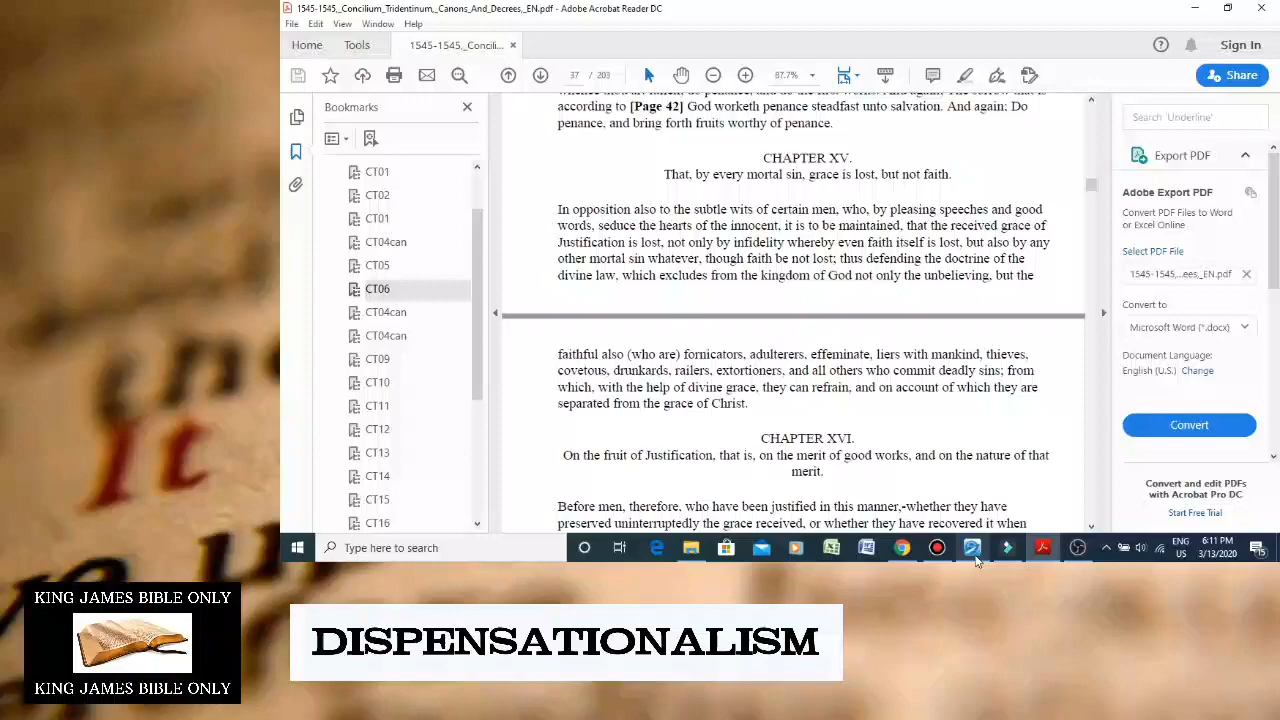 1545-1545,_Concilium_Tridentinum,_Canons_And_Decrees,_EN.pdf - Adobe Acrobat Reader DC
File Edit View Window Help
Home Tools 1545-1545,_Concili... ×
Sign In
37 / 203
87.7%
Share
Bookmarks
CT01
CT02
CT01
CT04can
CT05
CT06
CT04can
CT04can
CT09
CT10
CT11
CT12
CT13
CT14
CT15
CT16
according to [Page 42] God worketh penance steadfast unto salvation. And again; Do
penance, and bring forth fruits worthy of penance.
CHAPTER XV.
That, by every mortal sin, grace is lost, but not faith.
In opposition also to the subtle wits of certain men, who, by pleasing speeches and good
words, seduce the hearts of the innocent, it is to be maintained, that the received grace of
Justification is lost, not only by infidelity whereby even faith itself is lost, but also by any
other mortal sin whatever, though faith be not lost; thus defending the doctrine of the
divine law, which excludes from the kingdom of God not only the unbelieving, but the
faithful also (who are) fornicators, adulterers, effeminate, liers with mankind, thieves,
covetous, drunkards, railers, extortioners, and all others who commit deadly sins; from
which, with the help of divine grace, they can refrain, and on account of which they are
separated from the grace of Christ.
CHAPTER XVI.
On the fruit of Justification, that is, on the merit of good works, and on the nature of that
merit.
Before men, therefore, who have been justified in this manner,-whether they have
preserved uninterruptedly the grace received, or whether they have recovered it when
Search 'Underline'
Export PDF
Adobe Export PDF
Convert PDF Files to Word
or Excel Online
Select PDF File
1545-1545,...ees_EN.pdf ×
Convert to
Microsoft Word (*.docx)
Document Language:
English (U.S.) Change
Convert
Convert and edit PDFs
with Acrobat Pro DC
Start Free Trial
Type here to search
ENG
US
6:11 PM
3/13/2020
15
It
KING JAMES BIBLE ONLY
KING JAMES BIBLE ONLY
DISPENSATIONALISM